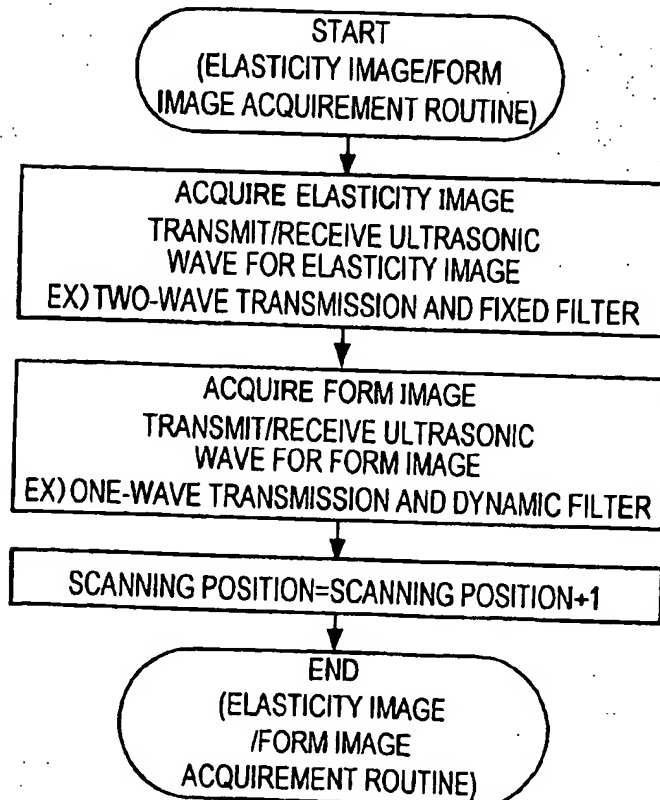 START
(ELASTICITY IMAGE/FORM
IMAGE ACQUIREMENT ROUTINE)
ACQUIRE ELASTICITY IMAGE
TRANSMIT/RECEIVE ULTRASONIC
WAVE FOR ELASTICITY IMAGE
EX) TWO-WAVE TRANSMISSION AND FIXED FILTER
ACQUIRE FORM IMAGE
TRANSMIT/RECEIVE ULTRASONIC
WAVE FOR FORM IMAGE
EX) ONE-WAVE TRANSMISSION AND DYNAMIC FILTER
SCANNING POSITION=SCANNING POSITION+1
END
(ELASTICITY IMAGE
/FORM IMAGE
ACQUIREMENT ROUTINE)